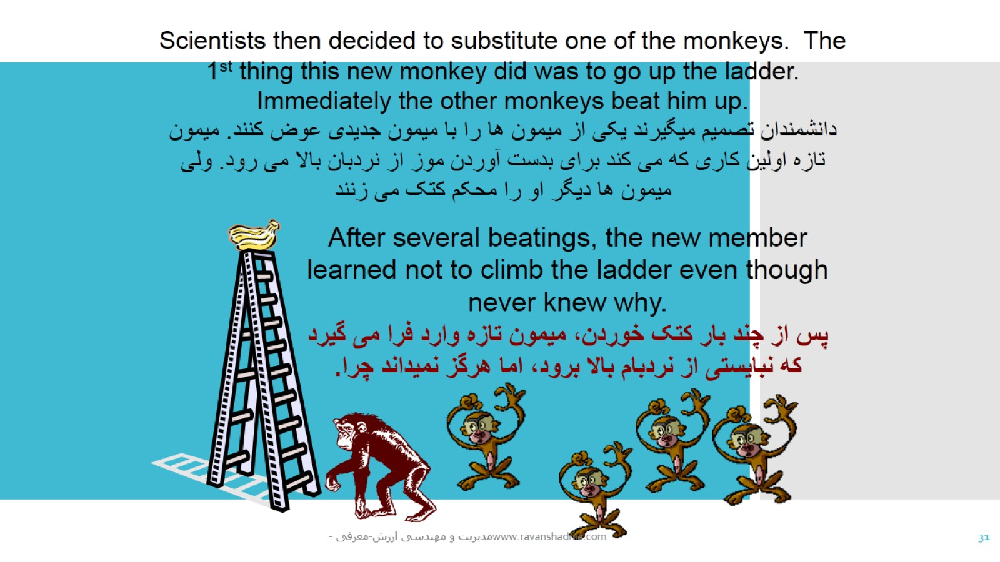 Scientists then decided to substitute one of the monkeys. The
1st thing this new monkey did was to go up the ladder.
Immediately the other monkeys beat him up.
دانشمندان تصمیم میگیرند یکی از میمون ها را با میمون جدیدی عوض کنند. میمون
تازه اولین کاری که می کند برای بدست آوردن موز از نردبان بالا می رود. ولی
میمون ها دیگر او را محکم کتک می زنند
After several beatings, the new member
learned not to climb the ladder even though
never knew why.
پس از چند بار کتک خوردن، میمون تازه وارد فرا می گیرد
که نبایستی از نردبام بالا برود، اما هرگز نمیداند چرا.
مدیریت و مهندسی ارزش-معرفی - www.ravanshadnia.com
31